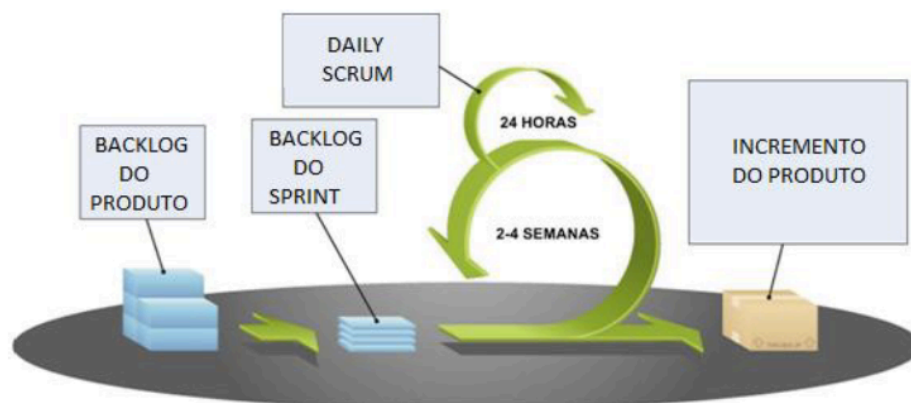 DAILY
SCRUM
24 HORAS
BACKLOG
DO
PRODUTO
BACKLOG
DO
SPRINT
INCREMENTO
DO PRODUTO
2-4 SEMANAS